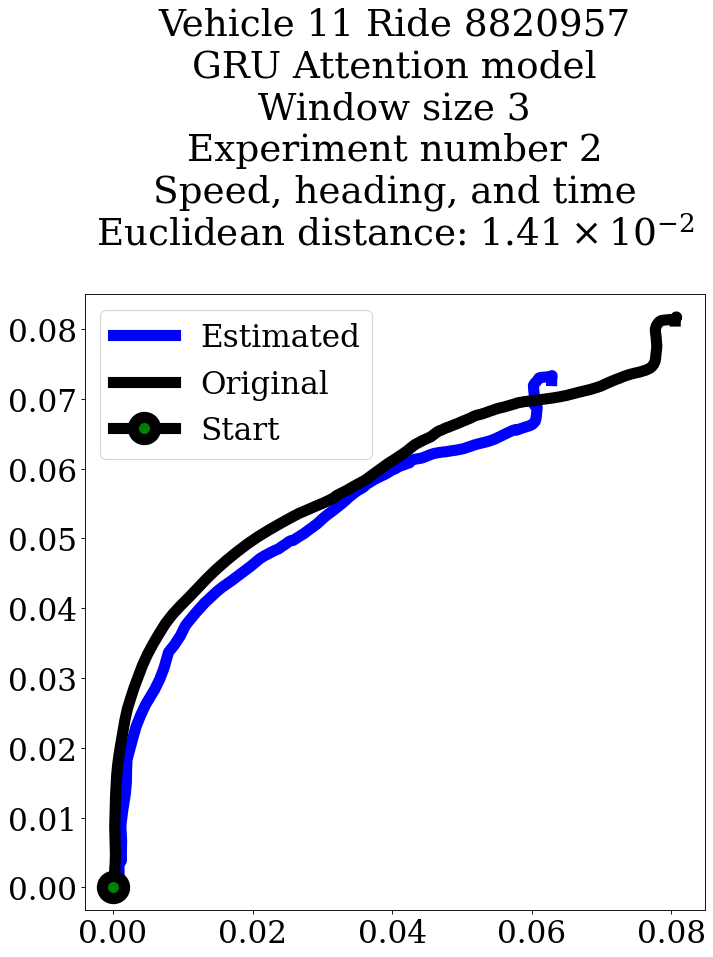 Vehicle 11 Ride 8820957
GRU Attention model
Window size 3
Experiment number 2
Speed, heading, and time
Euclidean distance: 1.41 × 10⁻²
Estimated
Original
Start
0.08
0.07
0.06
0.05
0.04
0.03
0.02
0.01
0.00
0.00 0.02 0.04 0.06 0.08